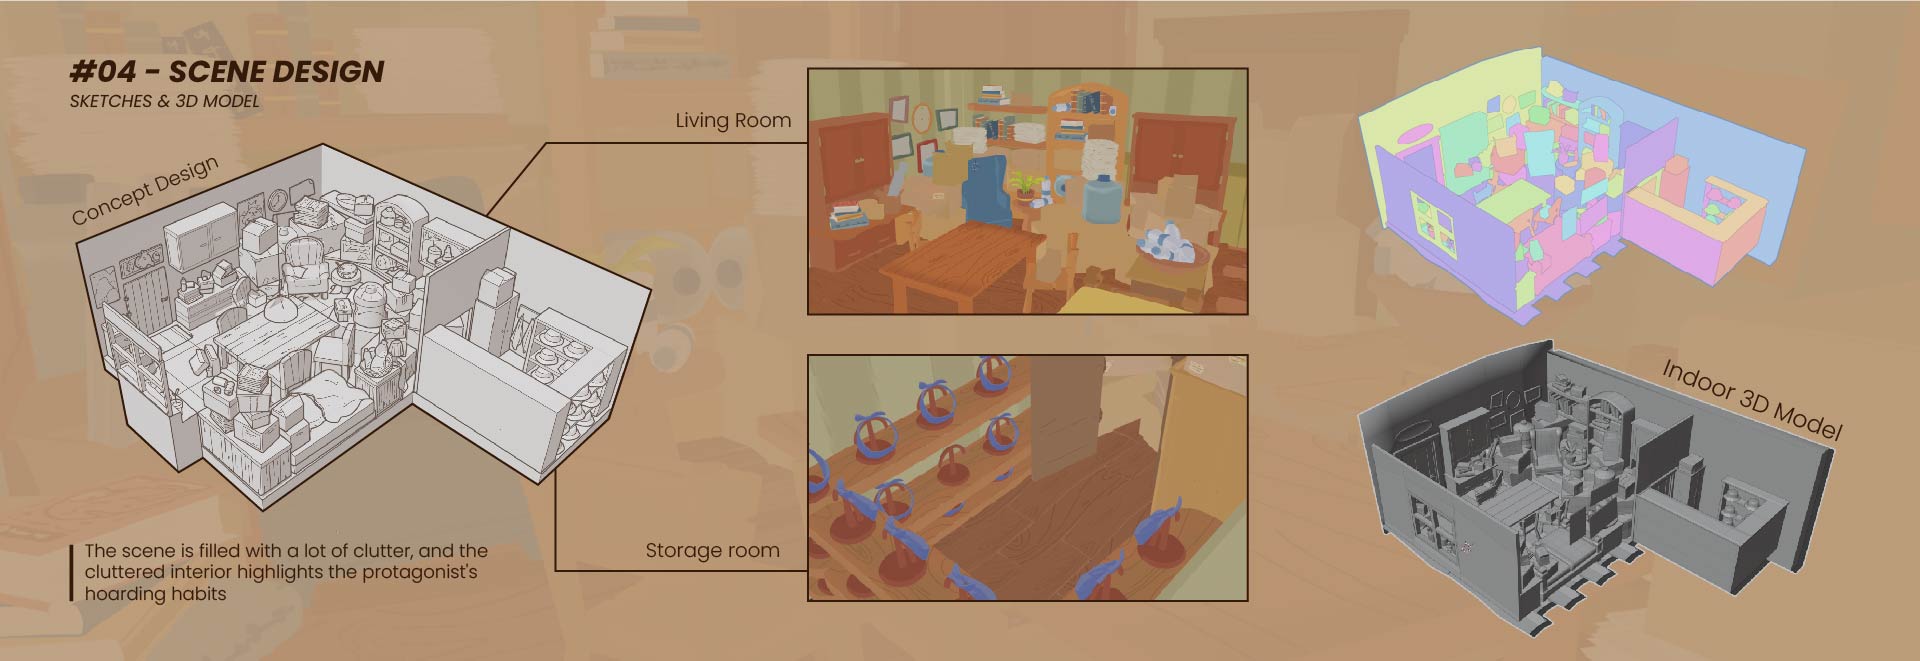 #04 - SCENE DESIGN
SKETCHES & 3D MODEL
Concept Design
Living Room
Storage room
Indoor 3D Model
The scene is filled with a lot of clutter, and the
cluttered interior highlights the protagonist's
hoarding habits